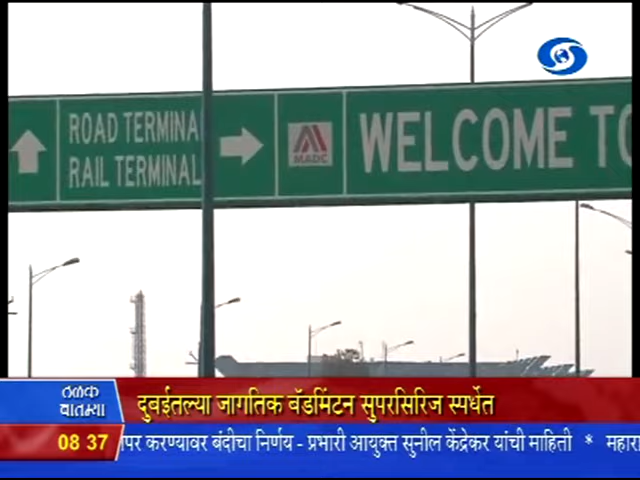 ROAD TERMINA
RAIL TERMINAL
MADC
WELCOME TO
ठळक
बातम्या
दुबईतल्या जागतिक बॅडमिंटन सुपरसिरिज स्पर्धेत
08 37
पर करण्यावर बंदीचा निर्णय - प्रभारी आयुक्त सुनील केंद्रेकर यांची माहिती * महारा